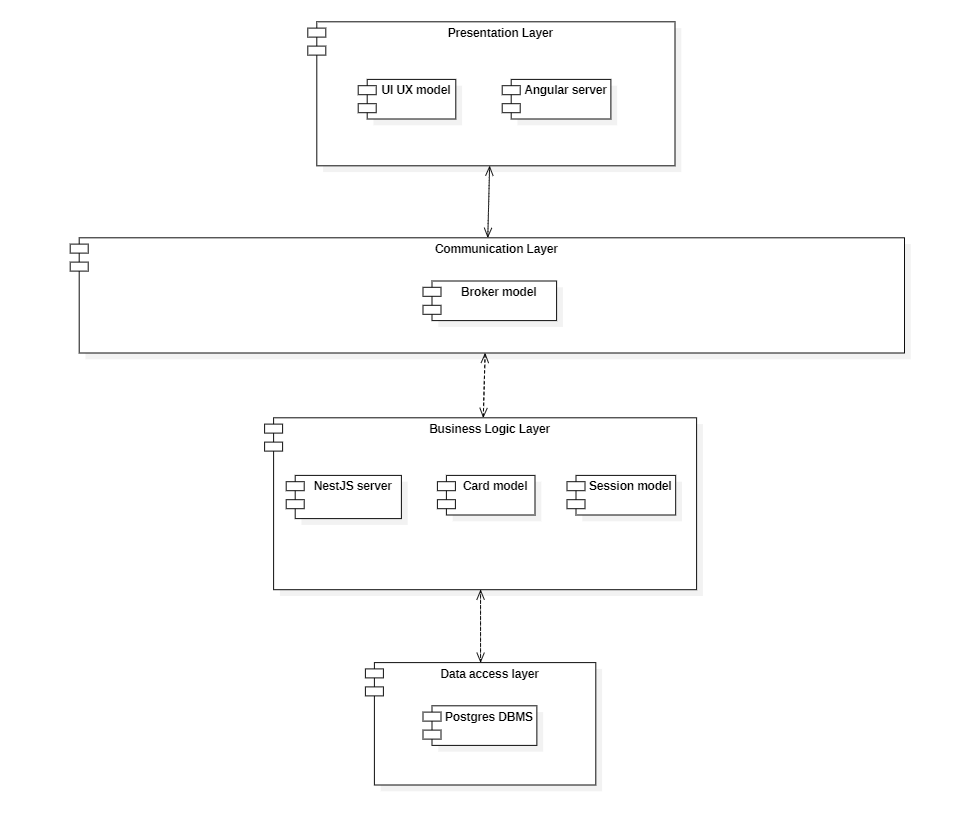 Presentation Layer
UI UX model
Angular server
Communication Layer
Broker model
Business Logic Layer
NestJS server
Card model
Session model
Data access layer
Postgres DBMS